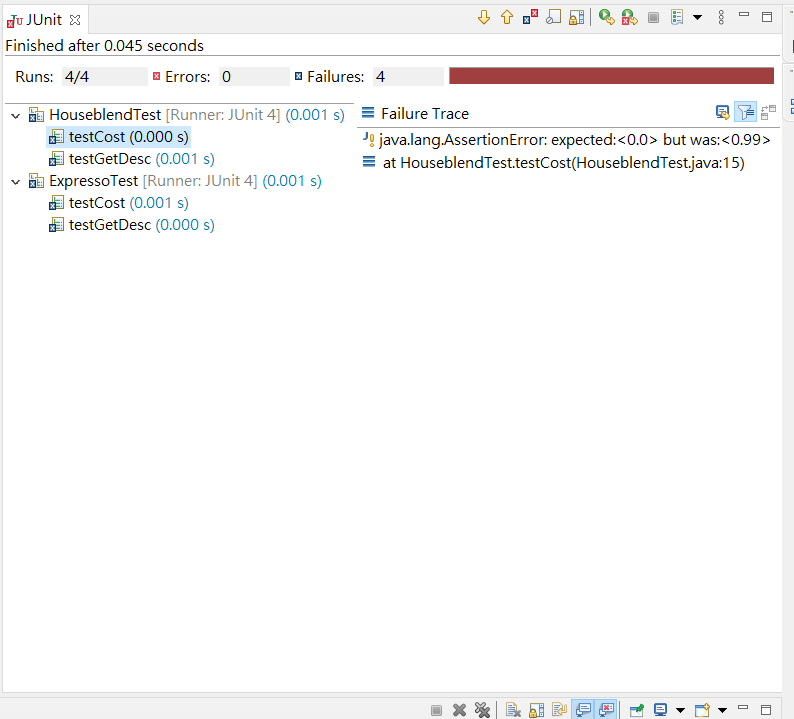 JUnit
Finished after 0.045 seconds
Runs: 4/4 Errors: 0 Failures: 4
HouseblendTest [Runner: JUnit 4] (0.001 s)
testCost (0.000 s)
testGetDesc (0.001 s)
ExpressoTest [Runner: JUnit 4] (0.001 s)
testCost (0.001 s)
testGetDesc (0.000 s)
Failure Trace
java.lang.AssertionError: expected:<0.0> but was:<0.99>
at HouseblendTest.testCost(HouseblendTest.java:15)